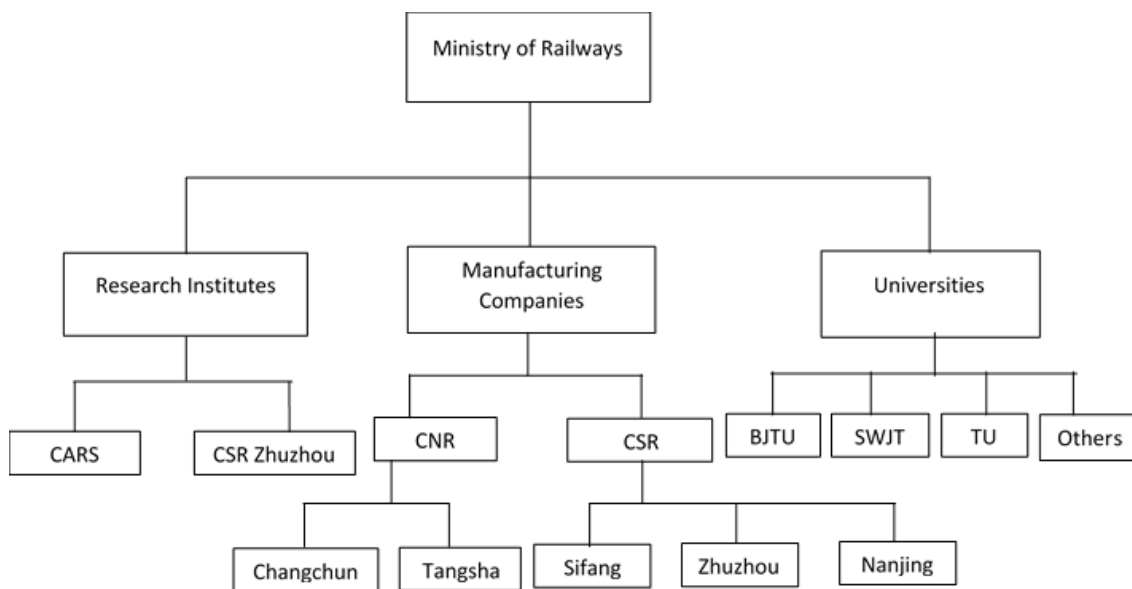 Ministry of Railways
Research Institutes
Manufacturing
Companies
Universities
CARS
CSR Zhuzhou
CNR
CSR
BJTU
SWJT
TU
Others
Changchun
Tangsha
Sifang
Zhuzhou
Nanjing